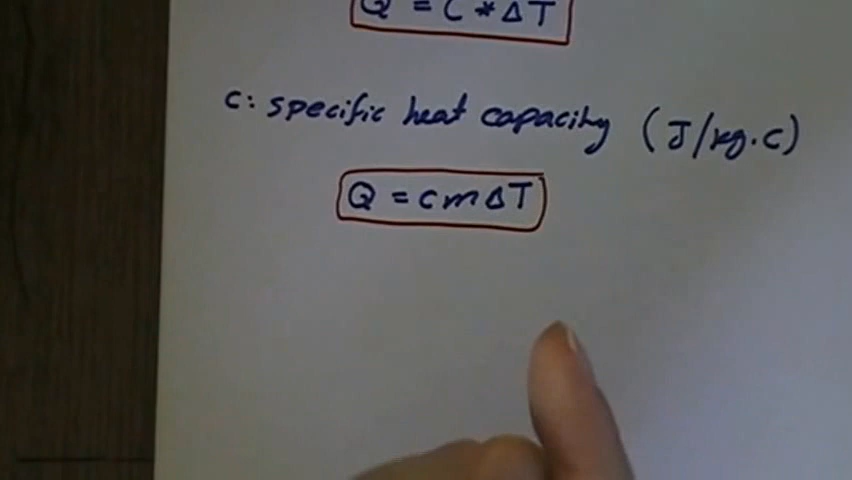 Q = C * ΔT
c: specific heat capacity (J/kg.c)
Q = cmΔT